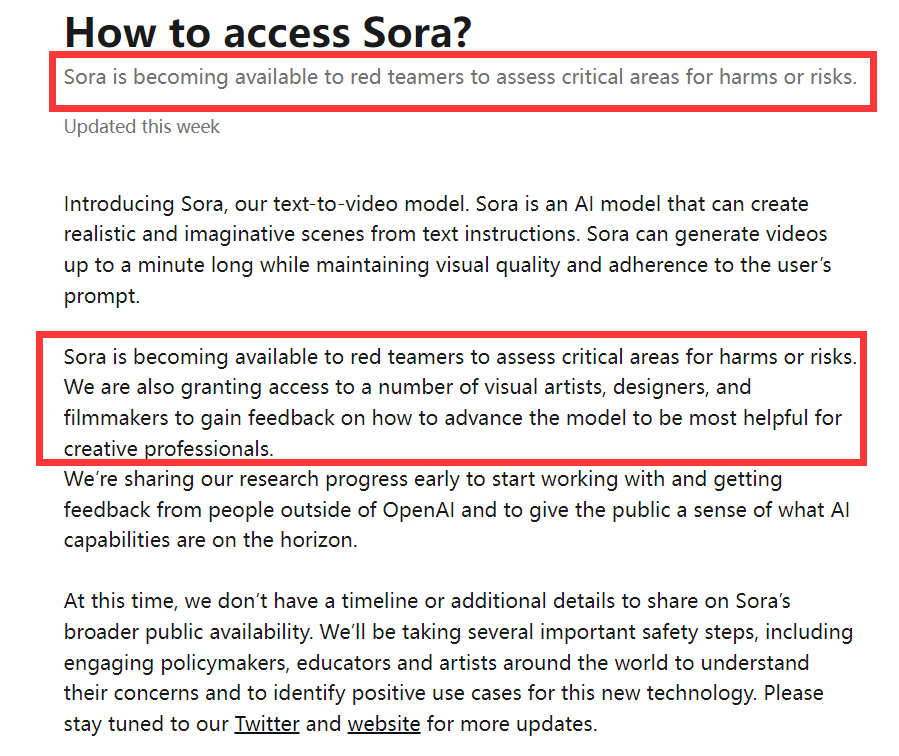 How to access Sora?
Sora is becoming available to red teamers to assess critical areas for harms or risks.
Updated this week
Introducing Sora, our text-to-video model. Sora is an AI model that can create
realistic and imaginative scenes from text instructions. Sora can generate videos
up to a minute long while maintaining visual quality and adherence to the user’s
prompt.
Sora is becoming available to red teamers to assess critical areas for harms or risks.
We are also granting access to a number of visual artists, designers, and
filmmakers to gain feedback on how to advance the model to be most helpful for
creative professionals.
We’re sharing our research progress early to start working with and getting
feedback from people outside of OpenAI and to give the public a sense of what AI
capabilities are on the horizon.
At this time, we don’t have a timeline or additional details to share on Sora’s
broader public availability. We’ll be taking several important safety steps, including
engaging policymakers, educators and artists around the world to understand
their concerns and to identify positive use cases for this new technology. Please
stay tuned to our Twitter and website for more updates.